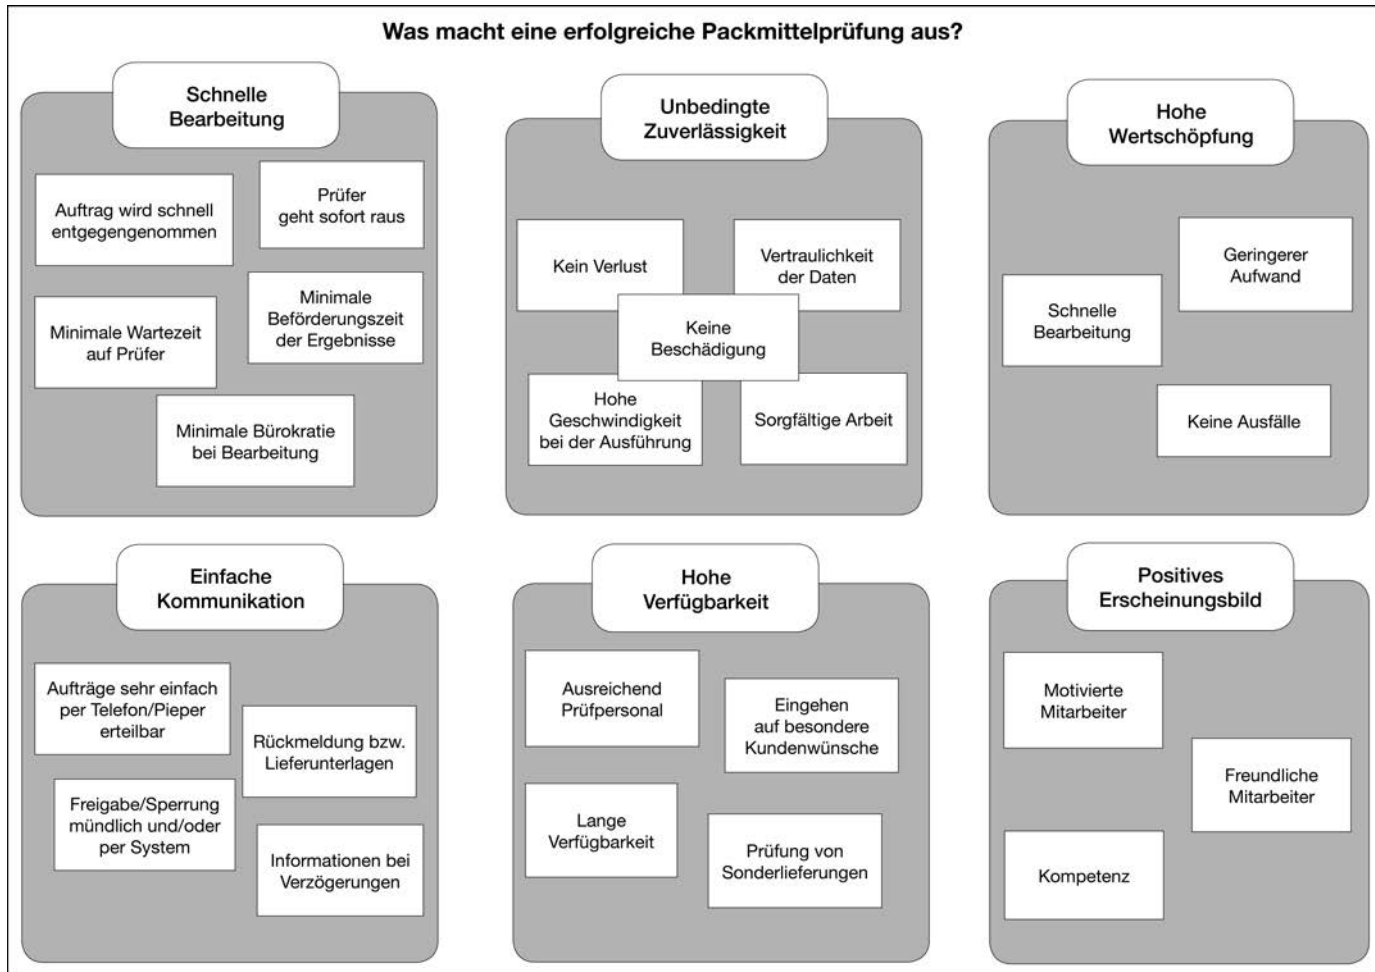 Was macht eine erfolgreiche Packmittelprüfung aus?
Schnelle
Bearbeitung
Auftrag wird schnell
entgegengenommen
Prüfer
geht sofort raus
Minimale Wartezeit
auf Prüfer
Minimale
Beförderungszeit
der Ergebnisse
Minimale Bürokratie
bei Bearbeitung
Unbedingte
Zuverlässigkeit
Kein Verlust
Vertraulichkeit
der Daten
Keine
Beschädigung
Hohe
Geschwindigkeit
bei der Ausführung
Sorgfältige Arbeit
Hohe
Wertschöpfung
Geringerer
Aufwand
Schnelle
Bearbeitung
Keine Ausfälle
Einfache
Kommunikation
Aufträge sehr einfach
per Telefon/Pieper
erteilbar
Rückmeldung bzw.
Lieferunterlagen
Freigabe/Sperrung
mündlich und/oder
per System
Informationen bei
Verzögerungen
Hohe
Verfügbarkeit
Ausreichend
Prüfpersonal
Eingehen
auf besondere
Kundenwünsche
Lange
Verfügbarkeit
Prüfung von
Sonderlieferungen
Positives
Erscheinungsbild
Motivierte
Mitarbeiter
Freundliche
Mitarbeiter
Kompetenz